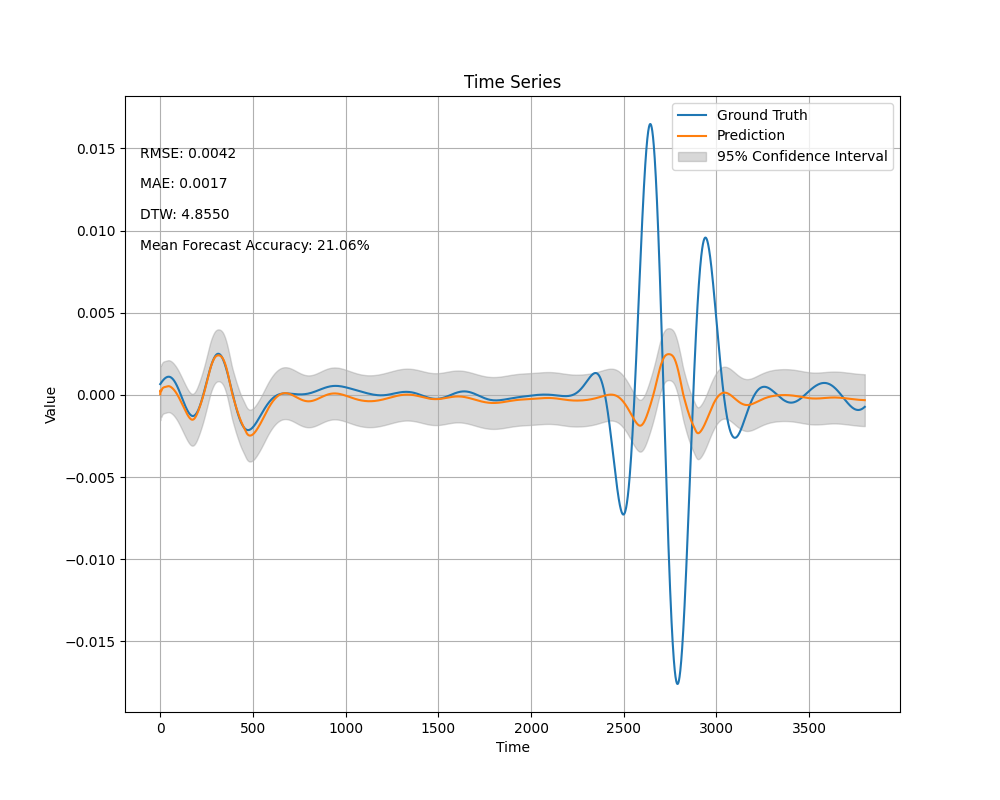 Time Series
Ground Truth
Prediction
95% Confidence Interval
RMSE: 0.0042
MAE: 0.0017
DTW: 4.8550
Mean Forecast Accuracy: 21.06%
0.015
0.010
0.005
0.000
−0.005
−0.010
−0.015
Value
0 500 1000 1500 2000 2500 3000 3500
Time